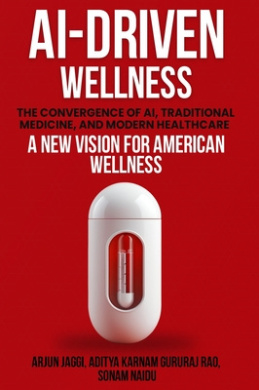 AI-DRIVEN
WELLNESS
THE CONVERGENCE OF AI, TRADITIONAL
MEDICINE, AND MODERN HEALTHCARE
A NEW VISION FOR AMERICAN
WELLNESS
ARJUN JAGGI, ADITYA KARNAM GURURAJ RAO,
SONAM NAIDU